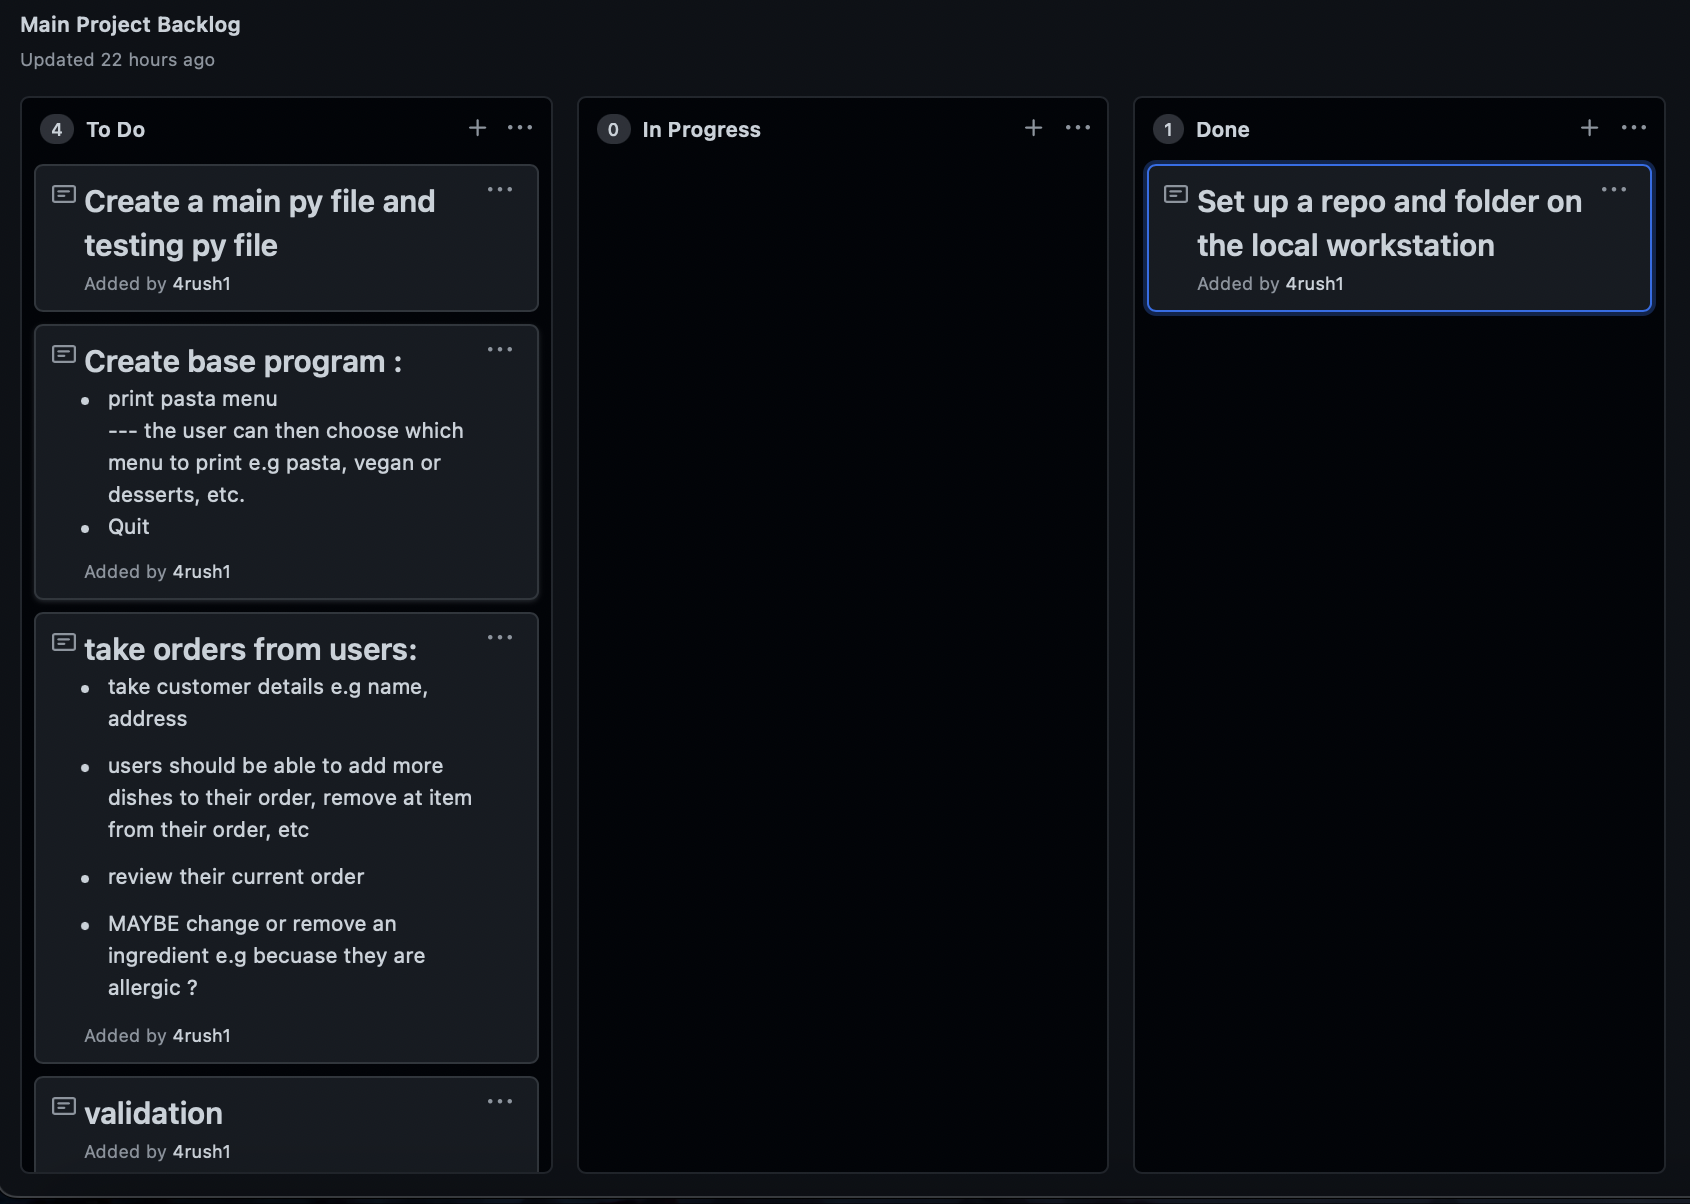 Main Project Backlog
Updated 22 hours ago
4 To Do
Create a main py file and
testing py file
Added by 4rush1
Create base program :
print pasta menu
--- the user can then choose which
menu to print e.g pasta, vegan or
desserts, etc.
Quit
Added by 4rush1
take orders from users:
take customer details e.g name,
address
users should be able to add more
dishes to their order, remove at item
from their order, etc
review their current order
MAYBE change or remove an
ingredient e.g becuase they are
allergic ?
Added by 4rush1
validation
Added by 4rush1
0 In Progress
1 Done
Set up a repo and folder on
the local workstation
Added by 4rush1